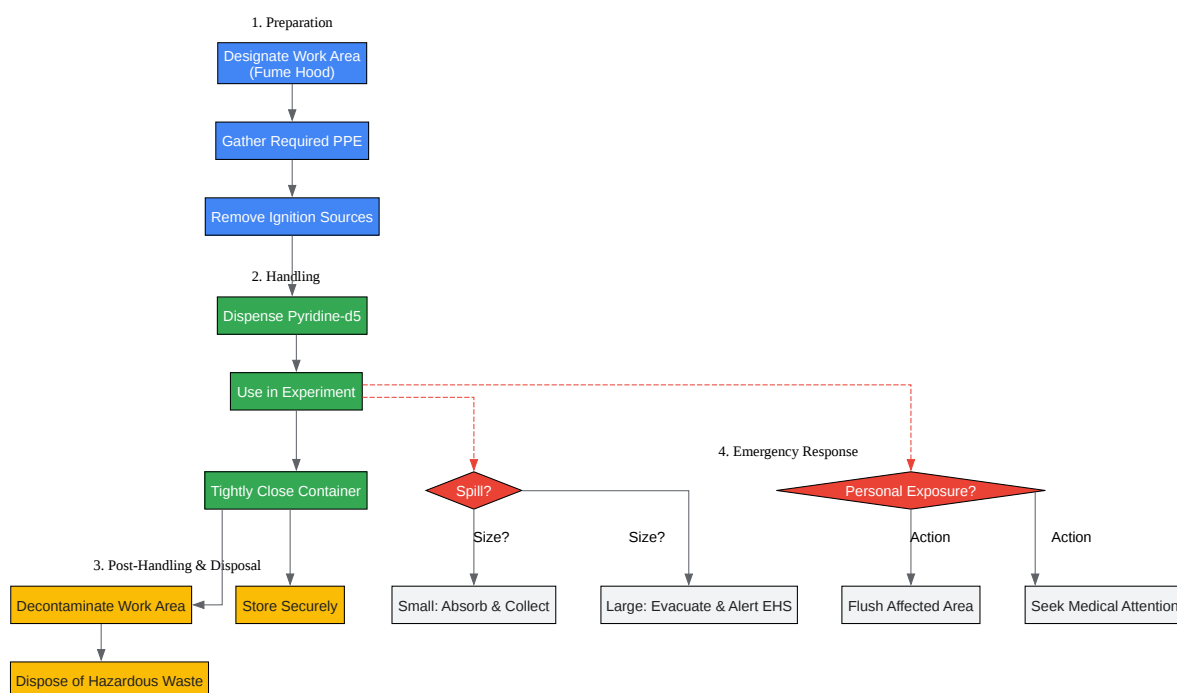 1. Preparation
Designate Work Area
(Fume Hood)
Gather Required PPE
Remove Ignition Sources
2. Handling
Dispense Pyridine-d5
Use in Experiment
4. Emergency Response
Tightly Close Container
Spill?
Personal Exposure?
Size?
Size?
Action
Action
3. Post-Handling & Disposal
Decontaminate Work Area
Store Securely
Small: Absorb & Collect
Large: Evacuate & Alert EHS
Flush Affected Area
Seek Medical Attention
Dispose of Hazardous Waste